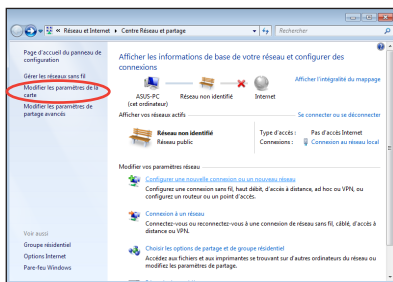 Réseau et Internet ▸ Centre Réseau et partage
Rechercher
Page d'accueil du panneau de
configuration
Gérer les réseaux sans fil
Modifier les paramètres de la
carte
Modifier les paramètres de
partage avancés
Voir aussi
Groupe résidentiel
Options Internet
Pare-feu Windows
Afficher les informations de base de votre réseau et configurer des
connexions
Afficher l'intégralité du mappage
ASUS-PC
(cet ordinateur)
Réseau non identifié
Internet
Afficher vos réseaux actifs
Se connecter ou se déconnecter
Réseau non identifié
Réseau public
Type d'accès : Pas d'accès Internet
Connexions : Connexion au réseau local
Modifier vos paramètres réseau
Configurer une nouvelle connexion ou un nouveau réseau
Configurez une connexion sans fil, haut débit, d'accès à distance, ad hoc ou VPN, ou
configurez un routeur ou un point d'accès.
Connexion à un réseau
Connectez-vous ou reconnectez-vous à une connexion de réseau sans fil, câblé, d'accès à
distance ou VPN.
Choisir les options de partage et de groupe résidentiel
Accédez aux fichiers et aux imprimantes se trouvant sur d'autres ordinateurs du réseau ou
modifiez les paramètres de partage.